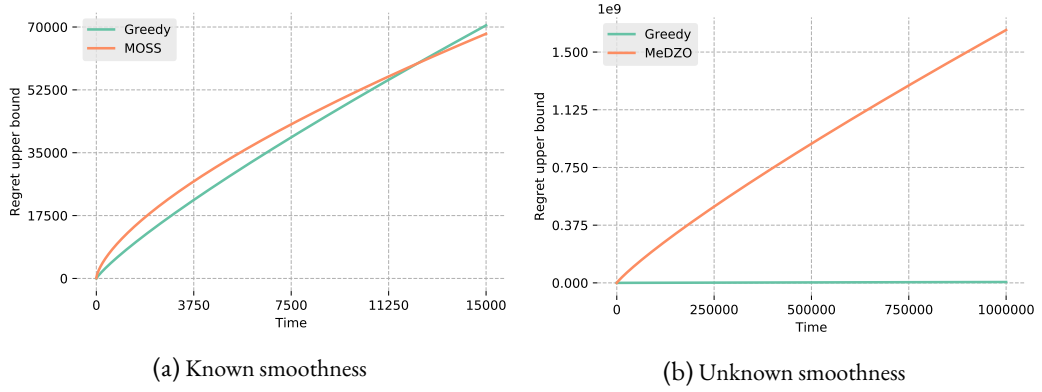 Greedy
MOSS
70000
52500
35000
17500
0
Regret upper bound
0 3750 7500 11250 15000
Time
(a) Known smoothness
1e9
Greedy
MeDZO
1.500
1.125
0.750
0.375
0.000
Regret upper bound
0 250000 500000 750000 1000000
Time
(b) Unknown smoothness